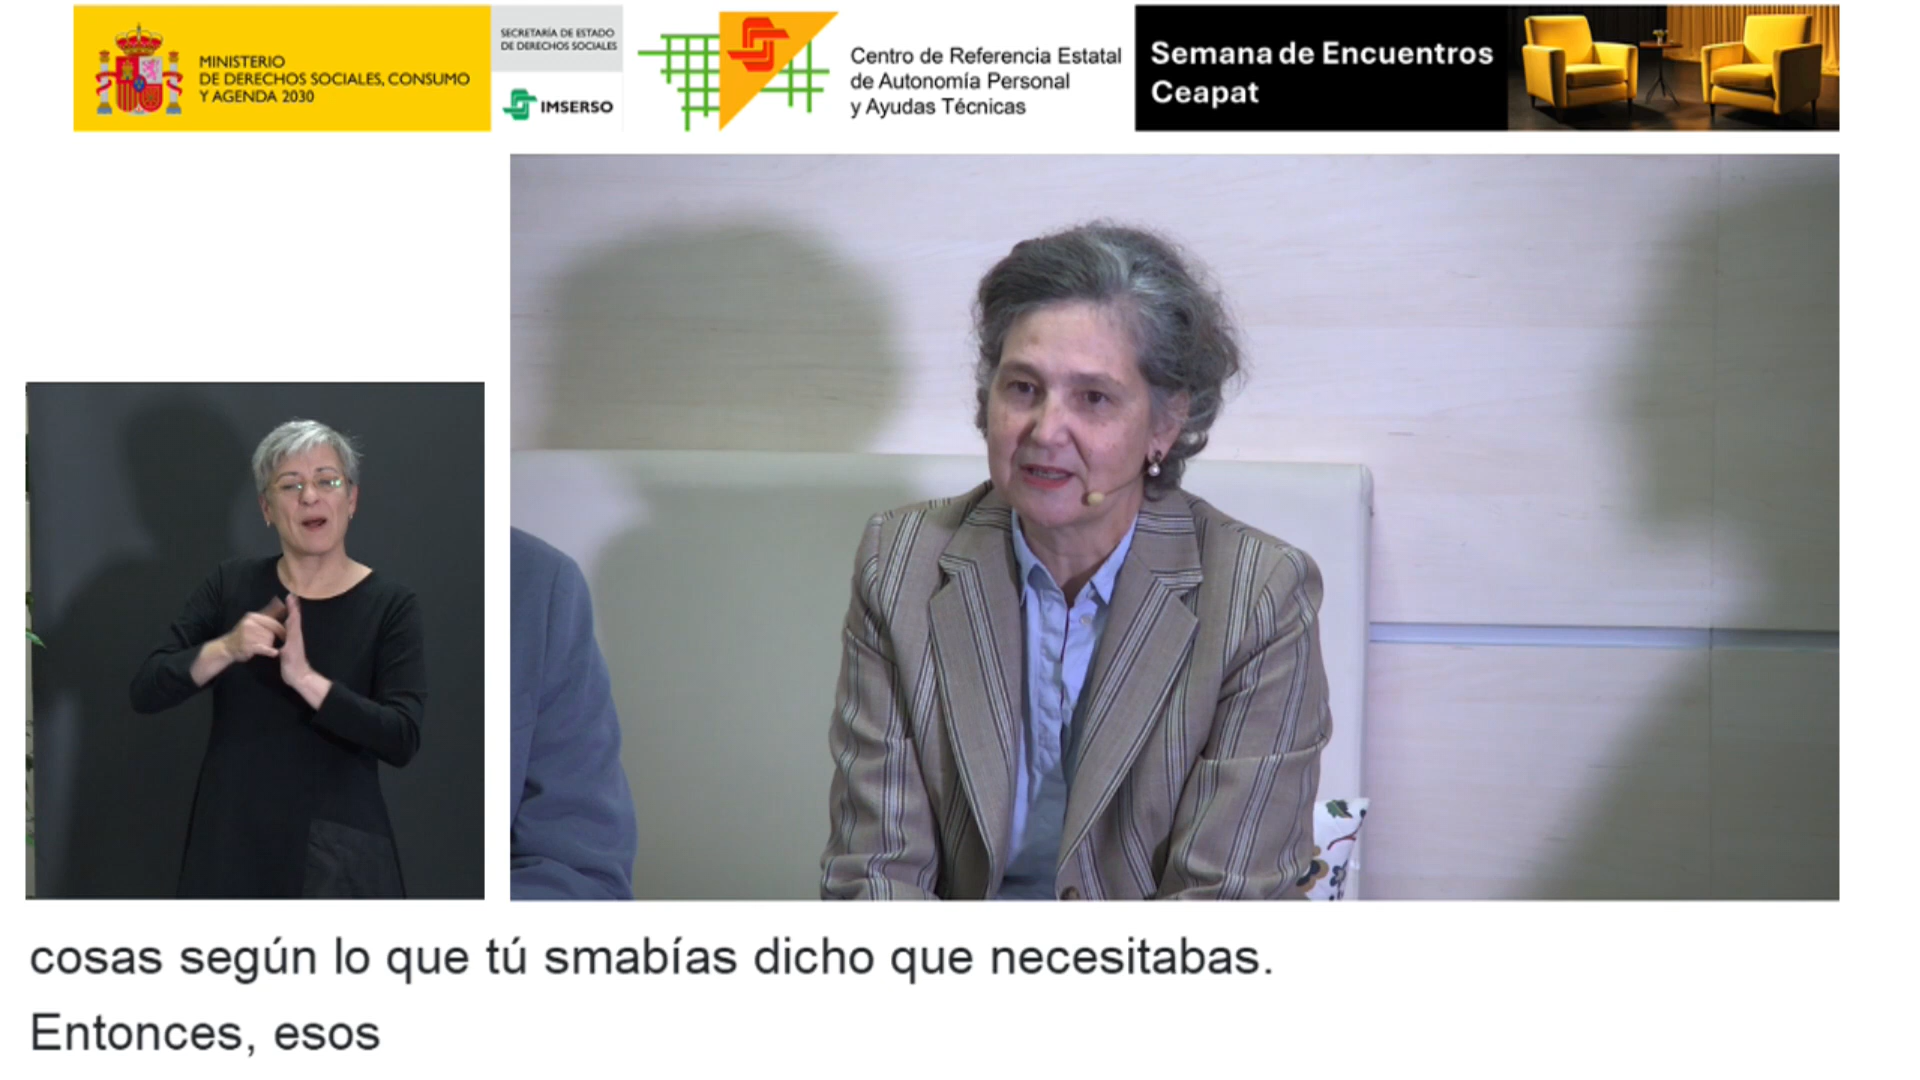 MINISTERIO
DE DERECHOS SOCIALES, CONSUMO
Y AGENDA 2030
SECRETARÍA DE ESTADO
DE DERECHOS SOCIALES
IMSERSO
Centro de Referencia Estatal
de Autonomía Personal
y Ayudas Técnicas
Semana de Encuentros
Ceapat
cosas según lo que tú smabías dicho que necesitabas.
Entonces, esos